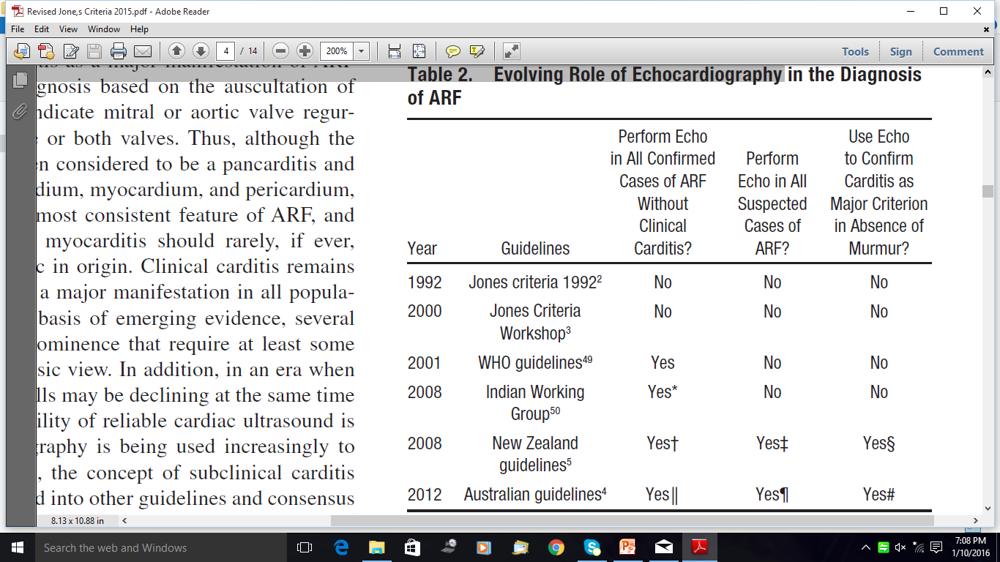 Revised Jone,s Criteria 2015.pdf - Adobe Reader
File Edit View Window Help
4 / 14 200% Tools Sign Comment
gnosis based on the auscultation of
ndicate mitral or aortic valve regur-
or both valves. Thus, although the
en considered to be a pancarditis and
dium, myocardium, and pericardium,
most consistent feature of ARF, and
myocarditis should rarely, if ever,
c in origin. Clinical carditis remains
a major manifestation in all popula-
basis of emerging evidence, several
ominence that require at least some
sic view. In addition, in an era when
lls may be declining at the same time
ility of reliable cardiac ultrasound is
graphy is being used increasingly to
, the concept of subclinical carditis
d into other guidelines and consensus
Table 2. Evolving Role of Echocardiography in the Diagnosis
of ARF
Perform Echo Use Echo
in All Confirmed Perform to Confirm
Cases of ARF Echo in All Carditis as
Without Suspected Major Criterion
Clinical Cases of in Absence of
Year Guidelines Carditis? ARF? Murmur?
1992 Jones criteria 1992² No No No
2000 Jones Criteria No No No
Workshop³
2001 WHO guidelines⁴⁹ Yes No No
2008 Indian Working Yes* No No
Group⁵⁰
2008 New Zealand Yes† Yes‡ Yes§
guidelines⁵
2012 Australian guidelines⁴ Yes‖ Yes¶ Yes#
8.13 x 10.88 in
Search the web and Windows
7:08 PM
1/10/2016